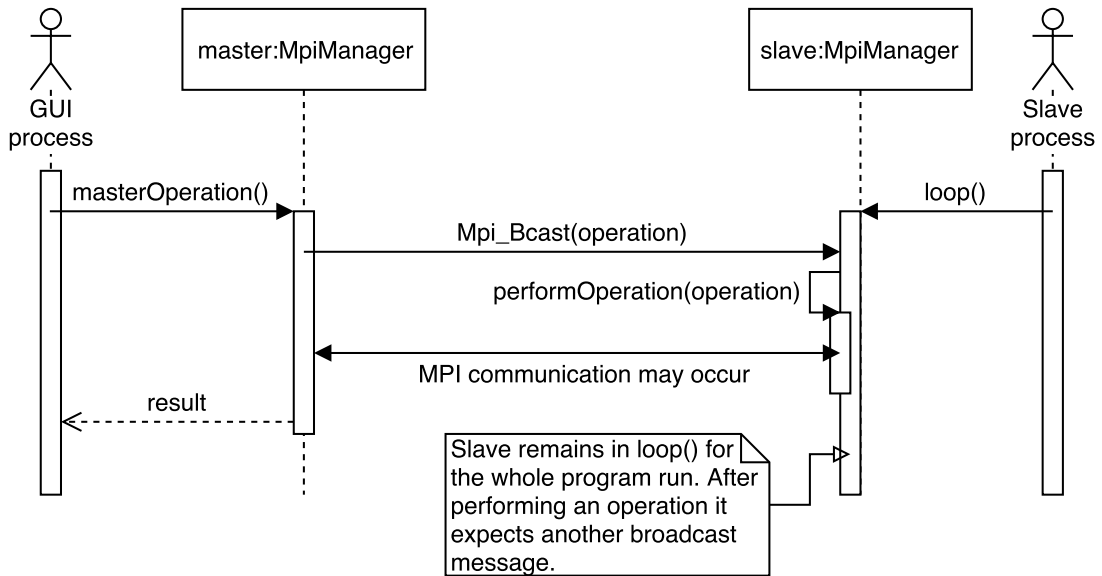 master:MpiManager
slave:MpiManager
GUI
process
Slave
process
masterOperation()
loop()
Mpi_Bcast(operation)
performOperation(operation)
MPI communication may occur
result
Slave remains in loop() for
the whole program run. After
performing an operation it
expects another broadcast
message.